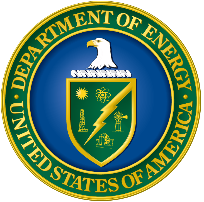 DEPARTMENT OF ENERGY
UNITED STATES OF AMERICA